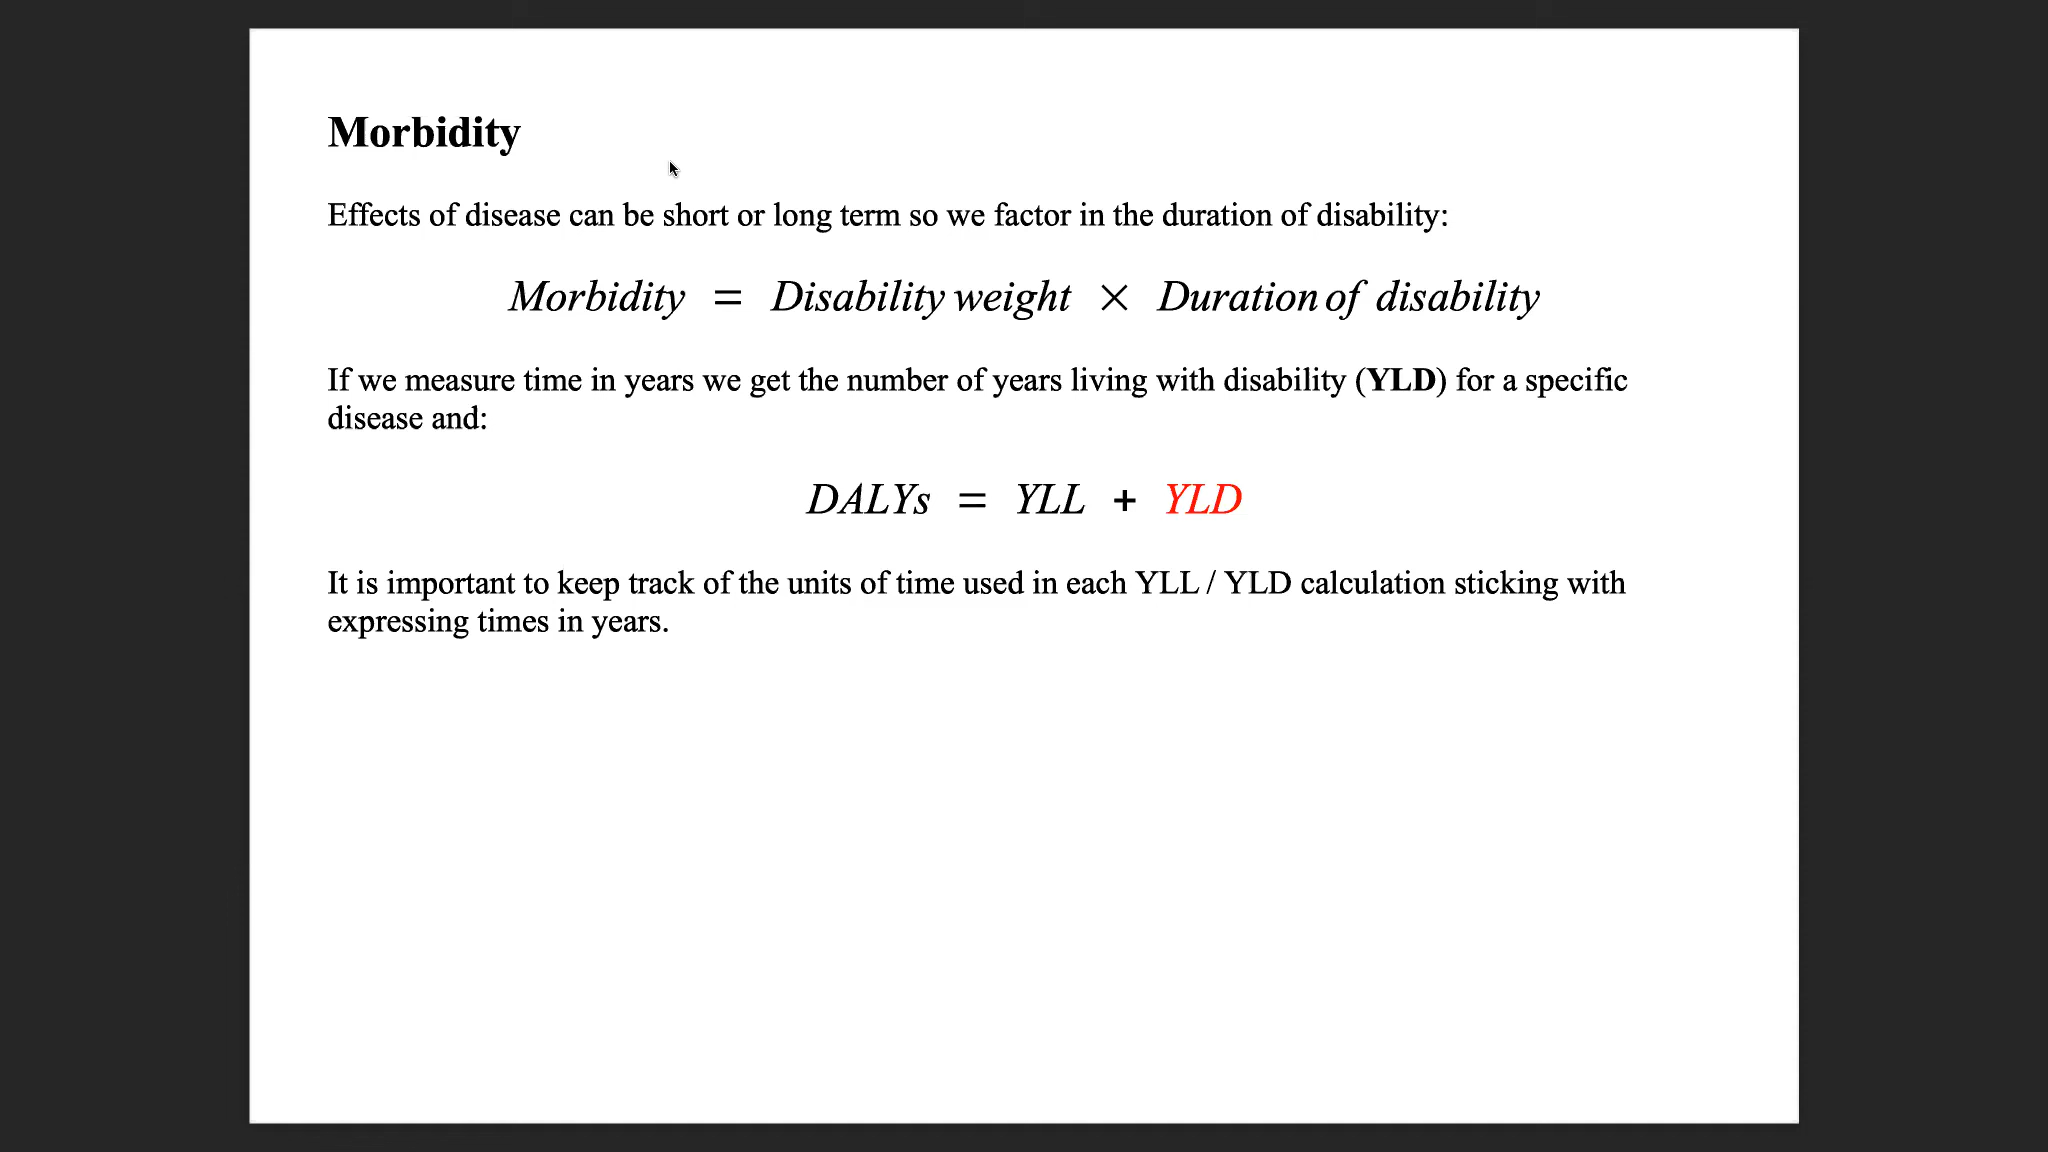 Morbidity
Effects of disease can be short or long term so we factor in the duration of disability:
Morbidity = Disability weight × Duration of disability
If we measure time in years we get the number of years living with disability (YLD) for a specific
disease and:
DALYs = YLL + YLD
It is important to keep track of the units of time used in each YLL / YLD calculation sticking with
expressing times in years.